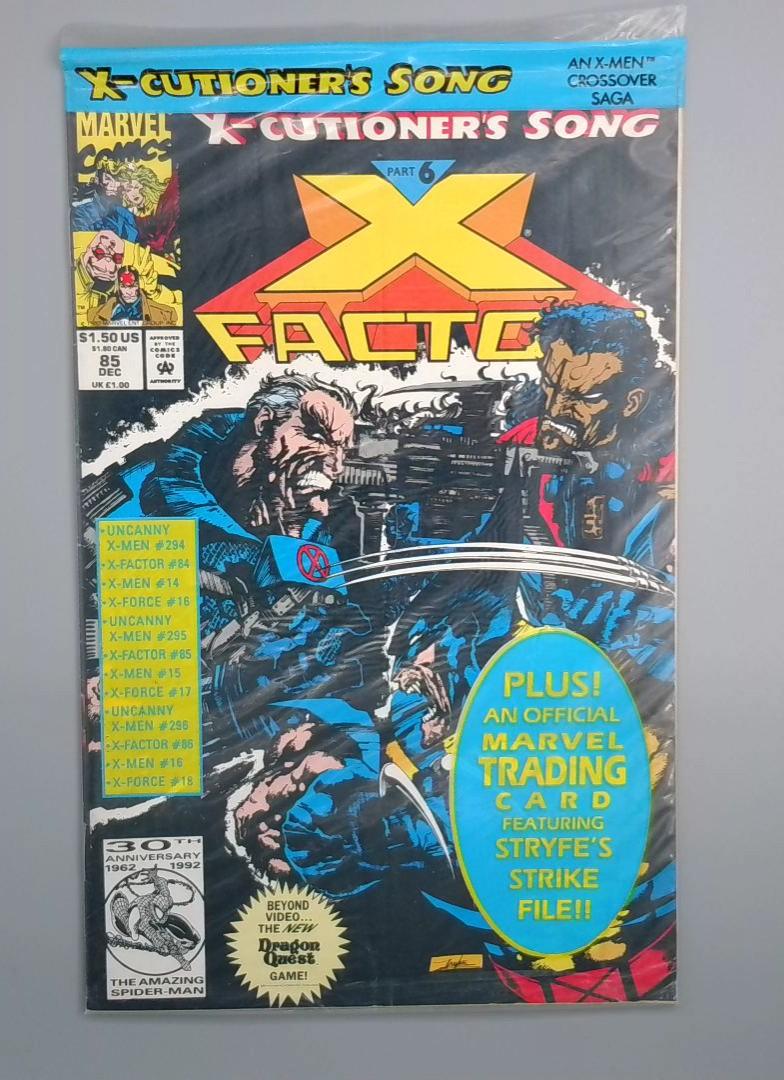 X-CUTIONER'S SONG
AN X-MEN™
CROSSOVER
SAGA
MARVEL
COMICS
X-CUTIONER'S SONG
PART 6
X
FACTO
$1.50 US
$1.80 CAN
85
DEC
UK £1.00
APPROVED
BY THE
COMICS
CODE
CA
AUTHORITY
•UNCANNY
X-MEN #294
•X-FACTOR #84
•X-MEN #14
•X-FORCE #16
•UNCANNY
X-MEN #295
•X-FACTOR #85
•X-MEN #15
•X-FORCE #17
•UNCANNY
X-MEN #296
•X-FACTOR #86
•X-MEN #16
•X-FORCE #18
PLUS!
AN OFFICIAL
MARVEL
TRADING
CARD
FEATURING
STRYFE'S
STRIKE
FILE!!
30TH
ANNIVERSARY
1962 1992
THE AMAZING
SPIDER-MAN
BEYOND
VIDEO...
THE NEW
Dragon
Quest
GAME!